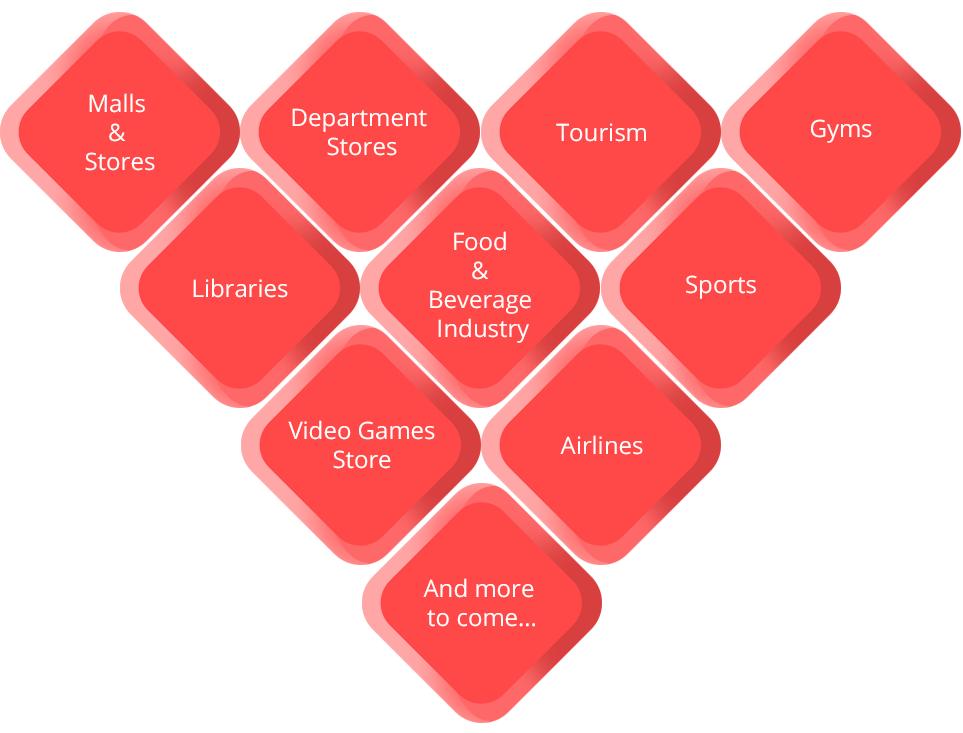 Malls
&
Stores
Department
Stores
Tourism
Gyms
Libraries
Food
&
Beverage
Industry
Sports
Video Games
Store
Airlines
And more
to come...